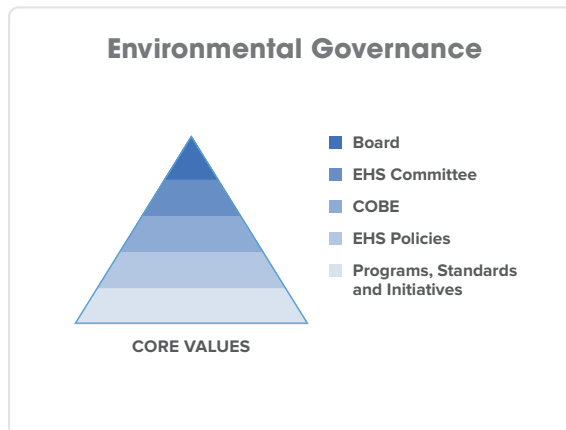 Environmental Governance
Board
EHS Committee
COBE
EHS Policies
Programs, Standards
and Initiatives
CORE VALUES